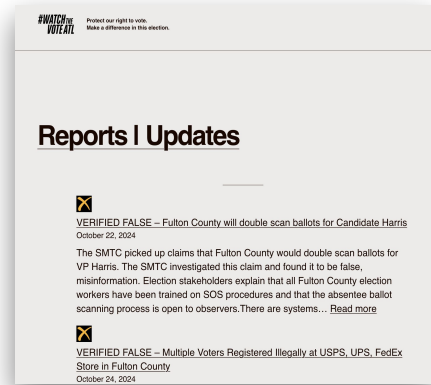 #WATCHTHE
VOTEATL
Protect our right to vote.
Make a difference in this election.
Reports | Updates
VERIFIED FALSE – Fulton County will double scan ballots for Candidate Harris
October 22, 2024
The SMTC picked up claims that Fulton County would double scan ballots for
VP Harris. The SMTC investigated this claim and found it to be false,
misinformation. Election stakeholders explain that all Fulton County election
workers have been trained on SOS procedures and that the absentee ballot
scanning process is open to observers.There are systems… Read more
VERIFIED FALSE – Multiple Voters Registered Illegally at USPS, UPS, FedEx
Store in Fulton County
October 24, 2024